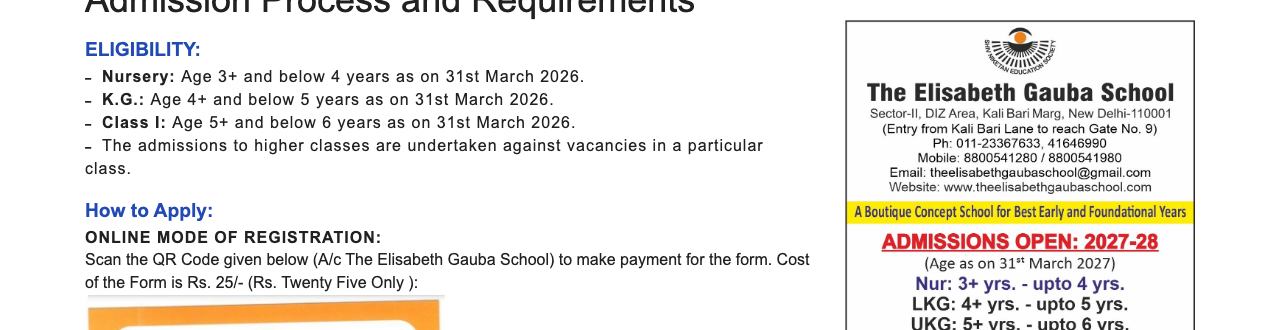 Admission Process and Requirements
ELIGIBILITY:
– Nursery: Age 3+ and below 4 years as on 31st March 2026.
– K.G.: Age 4+ and below 5 years as on 31st March 2026.
– Class I: Age 5+ and below 6 years as on 31st March 2026.
– The admissions to higher classes are undertaken against vacancies in a particular
class.
How to Apply:
ONLINE MODE OF REGISTRATION:
Scan the QR Code given below (A/c The Elisabeth Gauba School) to make payment for the form. Cost
of the Form is Rs. 25/- (Rs. Twenty Five Only ):
SHIV NIKETAN EDUCATION SOCIETY
The Elisabeth Gauba School
Sector-II, DIZ Area, Kali Bari Marg, New Delhi-110001
(Entry from Kali Bari Lane to reach Gate No. 9)
Ph: 011-23367633, 41646990
Mobile: 8800541280 / 8800541980
Email: theelisabethgaubaschool@gmail.com
Website: www.theelisabethgaubaschool.com
A Boutique Concept School for Best Early and Foundational Years
ADMISSIONS OPEN: 2027-28
(Age as on 31st March 2027)
Nur: 3+ yrs. - upto 4 yrs.
LKG: 4+ yrs. - upto 5 yrs.
UKG: 5+ yrs. - upto 6 yrs.